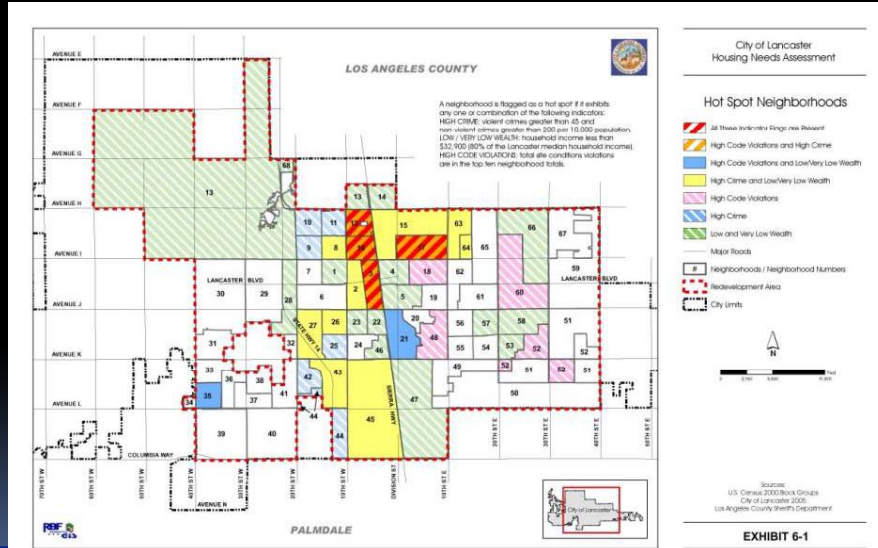 City of Lancaster
Housing Needs Assessment
Hot Spot Neighborhoods
All Three Indicator Flags are Present
High Code Violations and High Crime
High Code Violations and Low/Very Low Wealth
High Crime and Low/Very Low Wealth
High Code Violations
High Crime
Low and Very Low Wealth
Major Roads
# Neighborhoods / Neighborhood Numbers
Redevelopment Area
City Limits
N
Feet
Sources:
U.S. Census 2000 Block Groups
City of Lancaster 2005
Los Angeles County Sheriff's Department
EXHIBIT 6-1
LOS ANGELES COUNTY
A neighborhood is flagged as a hot spot if it exhibits
any one or combination of the following indicators:
HIGH CRIME: violent crimes greater than 45 and
non violent crimes greater than 200 per 10,000 population.
LOW / VERY LOW WEALTH: household income less than
$32,900 (80% of the Lancaster median household income).
HIGH CODE VIOLATIONS: total site conditions violations
are in the top ten neighborhood totals.
AVENUE E
AVENUE F
AVENUE G
AVENUE H
AVENUE I
AVENUE J
AVENUE K
AVENUE L
COLUMBIA WAY
AVENUE N
LANCASTER BLVD
LANCASTER BLVD
STATE HWY 14
SIERRA HWY
68
13
13 14
10 11 15 63
9 8 64 65 66 67
7 1 4 18 62 59
30 29 28 6 2 3 5 19 61 60
27 26 23 22 20 56 57 58 51
31 32 25 24 46 21 48 55 54 53 52 52
33 36 38 42 43 49 52 51 52 51
34 35 37 41 44 47 50
39 40 44 45
70TH ST W
60TH ST W
50TH ST W
40TH ST W
30TH ST W
20TH ST W
10TH ST W
DIVISION ST
10TH ST E
20TH ST E
30TH ST E
40TH ST E
50TH ST E
PALMDALE
City of Lancaster
RBF
GIS